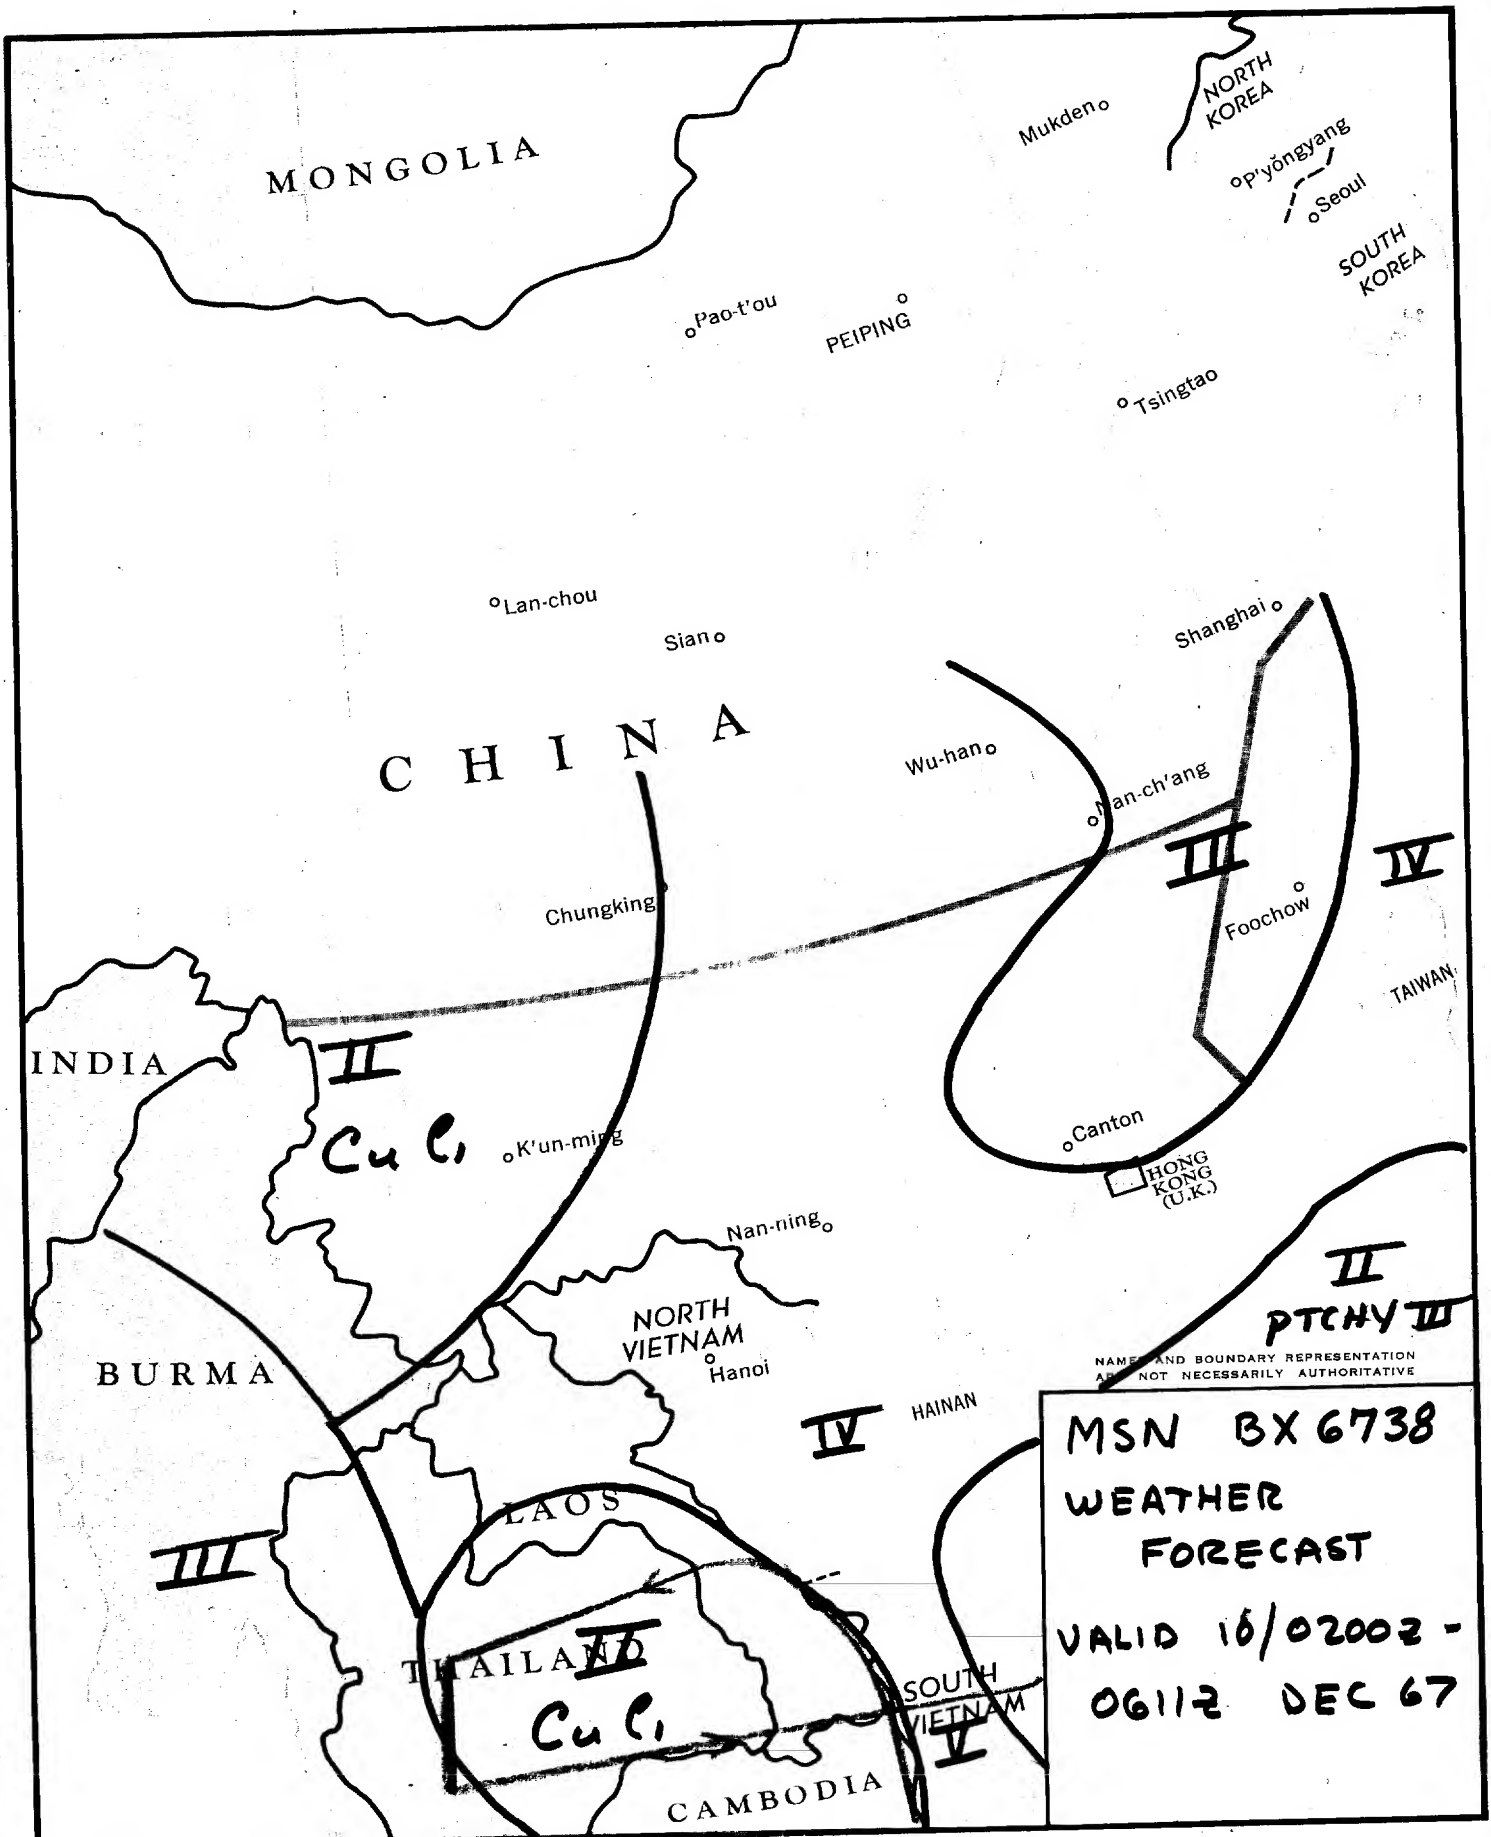 MONGOLIA
Mukden
NORTH
KOREA
P'yŏngyang
Seoul
SOUTH
KOREA
Pao-t'ou
PEIPING
Tsingtao
Lan-chou
Sian
Shanghai
CHINA
Wu-han
Nan-ch'ang
III
IV
Chungking
Foochow
TAIWAN
INDIA
II
Cu Ci
K'un-ming
Canton
HONG
KONG
(U.K.)
Nan-ning
II
PTCHY III
NORTH
VIETNAM
Hanoi
BURMA
NAMES AND BOUNDARY REPRESENTATION
ARE NOT NECESSARILY AUTHORITATIVE
HAINAN
IV
MSN BX 6738
WEATHER
FORECAST
VALID 16/0200Z -
0611Z DEC 67
LAOS
III
THAILAND
II
Cu Ci
SOUTH
VIETNAM
V
CAMBODIA